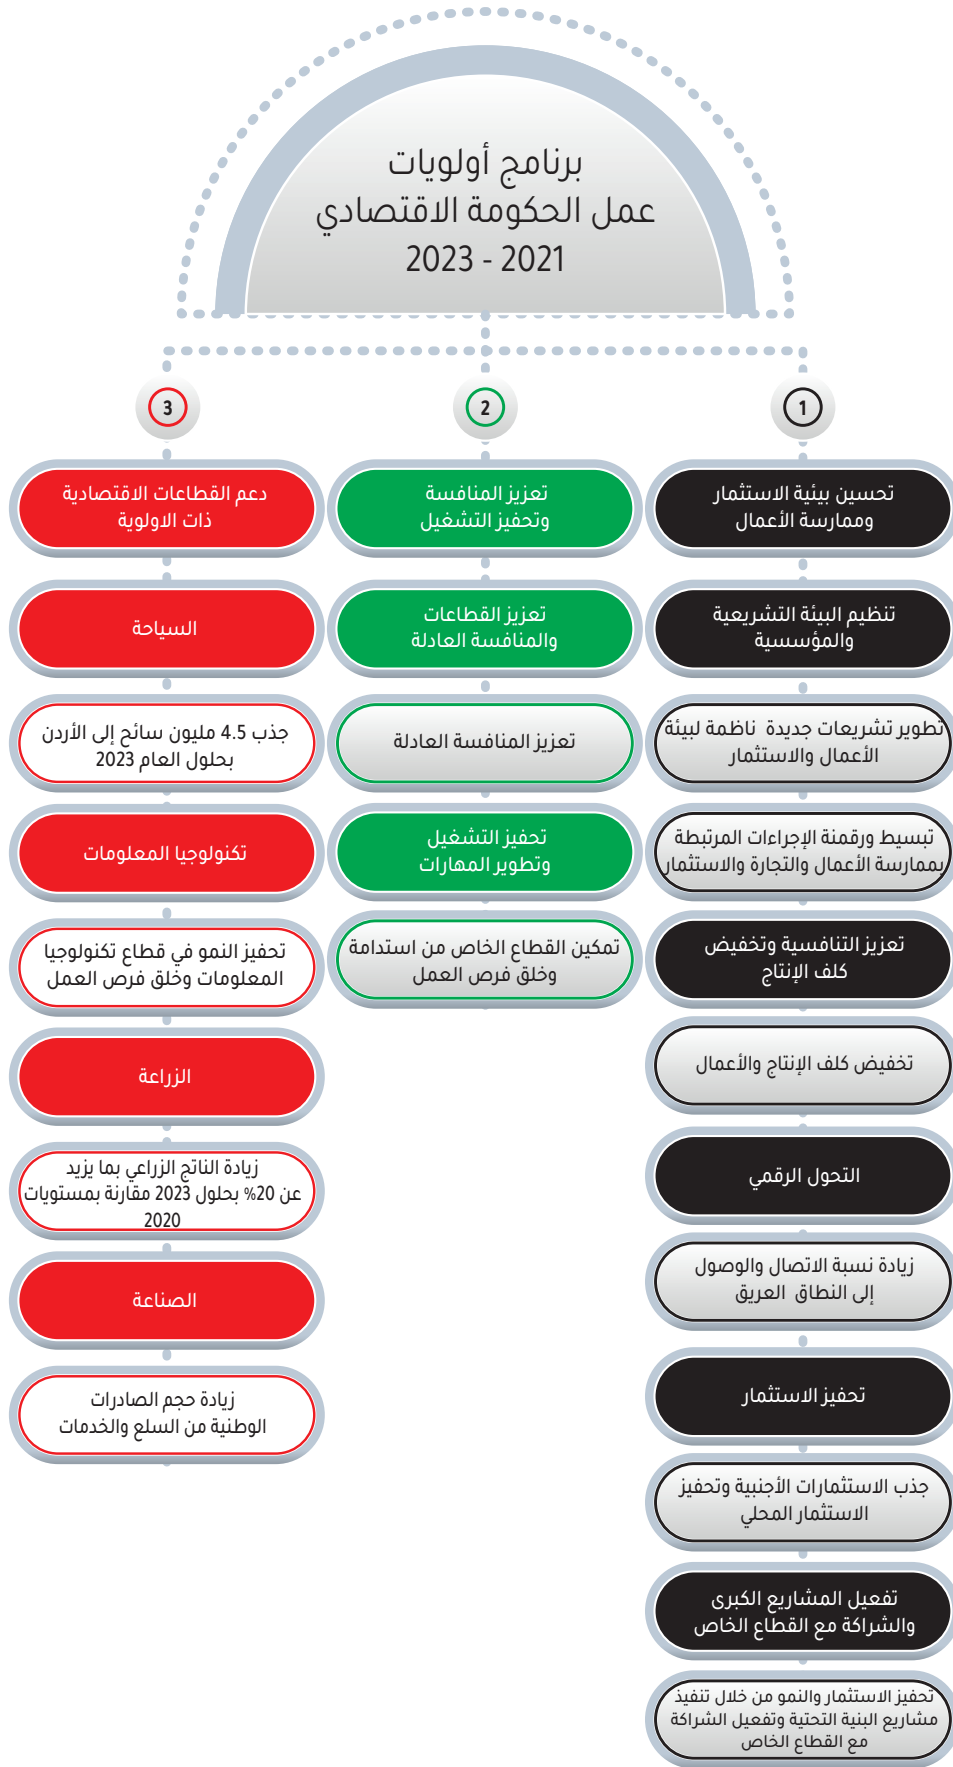 برنامج أولويات
عمل الحكومة الاقتصادي
2021 - 2023
1
تحسين بيئية الاستثمار
وممارسة الأعمال
تنظيم البيئة التشريعية
والمؤسسية
تطوير تشريعات جديدة ناظمة لبيئة
الأعمال والاستثمار
تبسيط ورقمنة الإجراءات المرتبطة
بممارسة الأعمال والتجارة والاستثمار
تعزيز التنافسية وتخفيض
كلف الإنتاج
تخفيض كلف الإنتاج والأعمال
التحول الرقمي
زيادة نسبة الاتصال والوصول
إلى النطاق العريق
تحفيز الاستثمار
جذب الاستثمارات الأجنبية وتحفيز
الاستثمار المحلي
تفعيل المشاريع الكبرى
والشراكة مع القطاع الخاص
تحفيز الاستثمار والنمو من خلال تنفيذ
مشاريع البنية التحتية وتفعيل الشراكة
مع القطاع الخاص
2
تعزيز المنافسة
وتحفيز التشغيل
تعزيز القطاعات
والمنافسة العادلة
تعزيز المنافسة العادلة
تحفيز التشغيل
وتطوير المهارات
تمكين القطاع الخاص من استدامة
وخلق فرص العمل
3
دعم القطاعات الاقتصادية
ذات الاولوية
السياحة
جذب 4.5 مليون سائح إلى الأردن
بحلول العام 2023
تكنولوجيا المعلومات
تحفيز النمو في قطاع تكنولوجيا
المعلومات وخلق فرص العمل
الزراعة
زيادة الناتج الزراعي بما يزيد
عن 20% بحلول 2023 مقارنة بمستويات
2020
الصناعة
زيادة حجم الصادرات
الوطنية من السلع والخدمات